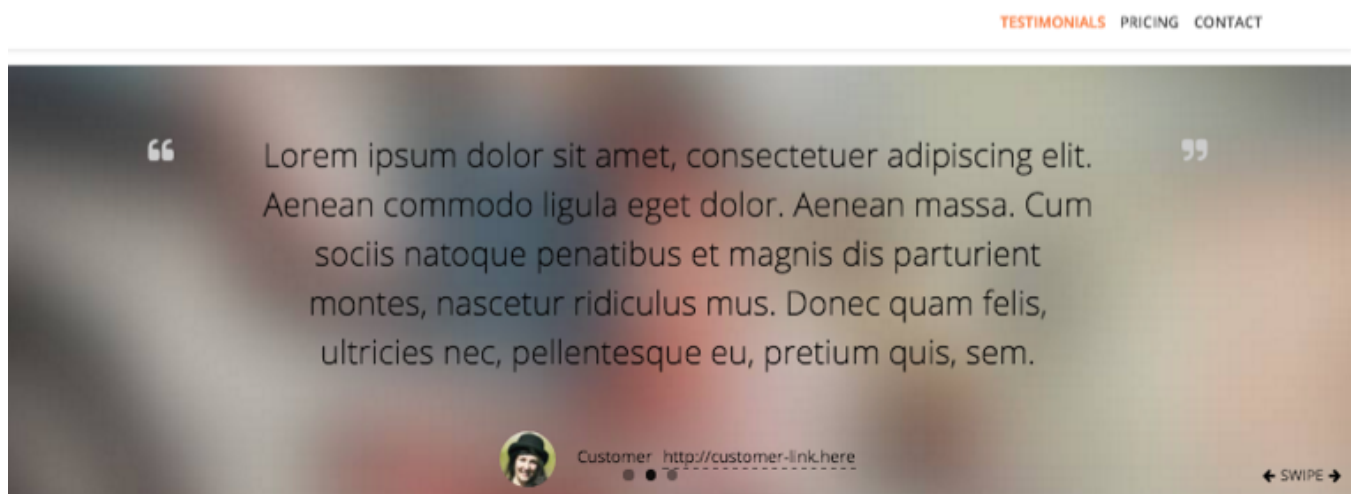 TESTIMONIALS PRICING CONTACT
“ Lorem ipsum dolor sit amet, consectetuer adipiscing elit. ”
Aenean commodo ligula eget dolor. Aenean massa. Cum
sociis natoque penatibus et magnis dis parturient
montes, nascetur ridiculus mus. Donec quam felis,
ultricies nec, pellentesque eu, pretium quis, sem.
Customer http://customer-link.here
← SWIPE →